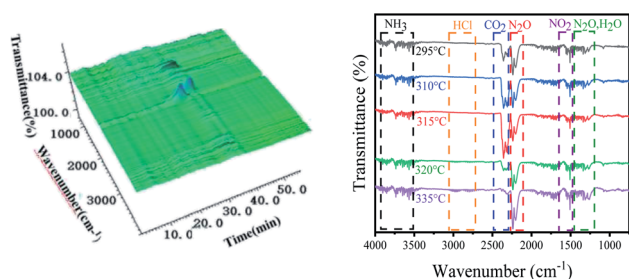 Transmittance(%)
104. 0
100. 0
1000
2000
3000
Wavenumber(cm-¹)
10. 0
20. 0
30. 0
40. 0
50. 0
Time(min)
NH3 HCl CO2 N2O NO2 N2O,H2O
295°C
310°C
315°C
320°C
335°C
Transmittance (%)
4000 3500 3000 2500 2000 1500 1000
Wavenumber (cm⁻¹)